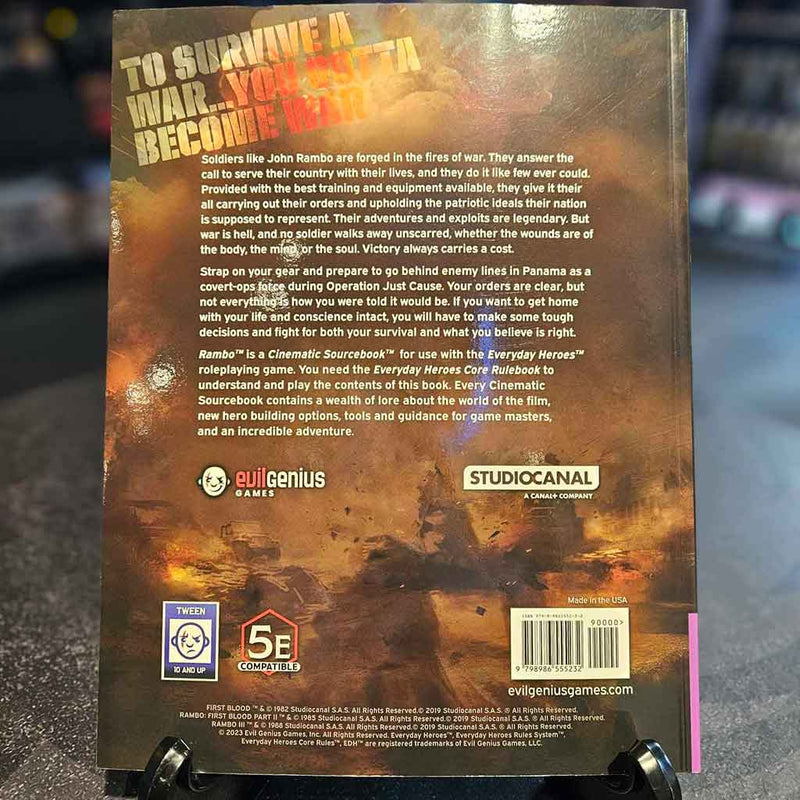 TO SURVIVE A
WAR...YOU GOTTA
BECOME WAR
Soldiers like John Rambo are forged in the fires of war. They answer the
call to serve their country with their lives, and they do it like few ever could.
Provided with the best training and equipment available, they give it their
all carrying out their orders and upholding the patriotic ideals their nation
is supposed to represent. Their adventures and exploits are legendary. But
war is hell, and no soldier walks away unscarred, whether the wounds are of
the body, the mind, or the soul. Victory always carries a cost.
Strap on your gear and prepare to go behind enemy lines in Panama as a
covert-ops force during Operation Just Cause. Your orders are clear, but
not everything is how you were told it would be. If you want to get home
with your life and conscience intact, you will have to make some tough
decisions and fight for both your survival and what you believe is right.
Rambo™ is a Cinematic Sourcebook™ for use with the Everyday Heroes™
roleplaying game. You need the Everyday Heroes Core Rulebook to
understand and play the contents of this book. Every Cinematic
Sourcebook contains a wealth of lore about the world of the film,
new hero building options, tools and guidance for game masters,
and an incredible adventure.
evilGenius
GAMES
STUDIOCANAL
A CANAL+ COMPANY
Made in the USA
TWEEN
10 AND UP
5E
COMPATIBLE
90000>
9 798986 555232
evilgeniusgames.com
FIRST BLOOD ™ & © 1982 Studiocanal S.A.S. All Rights Reserved.© 2019 Studiocanal S.A.S. ® All Rights Reserved.
RAMBO: FIRST BLOOD PART II ™ & © 1985 Studiocanal S.A.S. All Rights Reserved.© 2019 Studiocanal S.A.S. ® All Rights Reserved.
RAMBO III ™ & © 1988 Studiocanal S.A.S. All Rights Reserved.© 2019 Studiocanal S.A.S. ® All Rights Reserved.
© 2023 Evil Genius Games, Inc. All Rights Reserved. Everyday Heroes™, Everyday Heroes Rules System™,
Everyday Heroes Core Rules™, EDH™ are registered trademarks of Evil Genius Games, LLC.